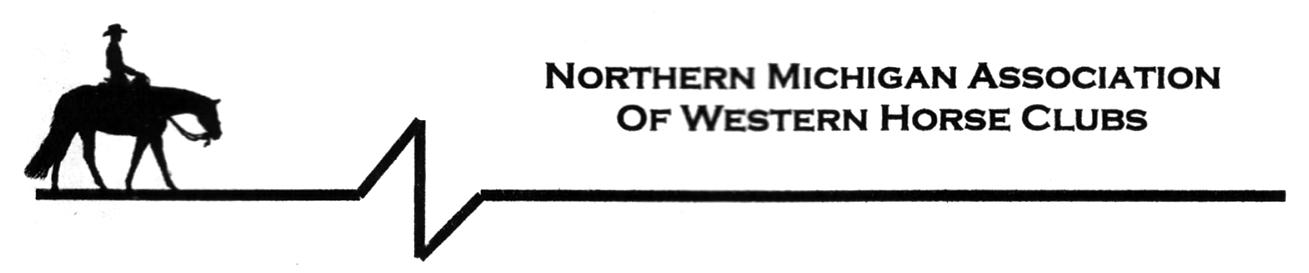 Northern Michigan Association
Of Western Horse Clubs